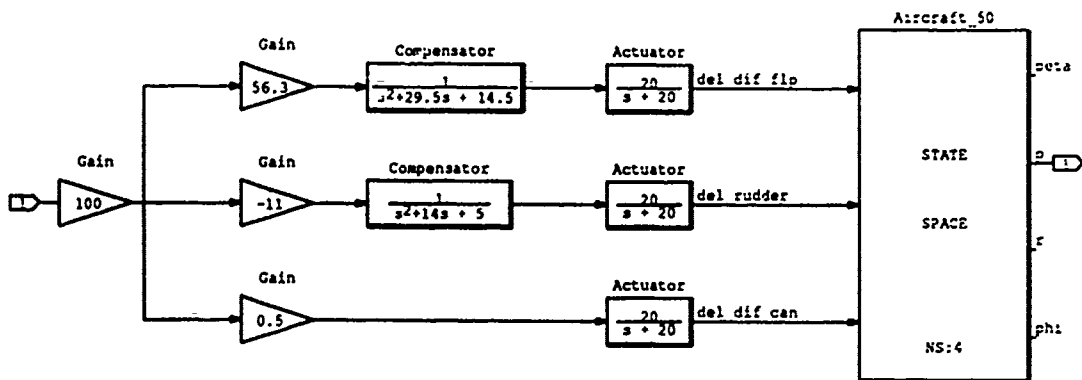 Aircraft_50
Gain
Compensator
Actuator
56.3
1
s²+29.5s + 14.5
20
s + 20
del dif flp
beta
Gain
Gain
Compensator
Actuator
STATE
p
1
100
-11
1
s²+14s + 5
20
s + 20
del rudder
SPACE
r
1
Gain
Actuator
0.5
20
s + 20
del dif can
phi
NS:4